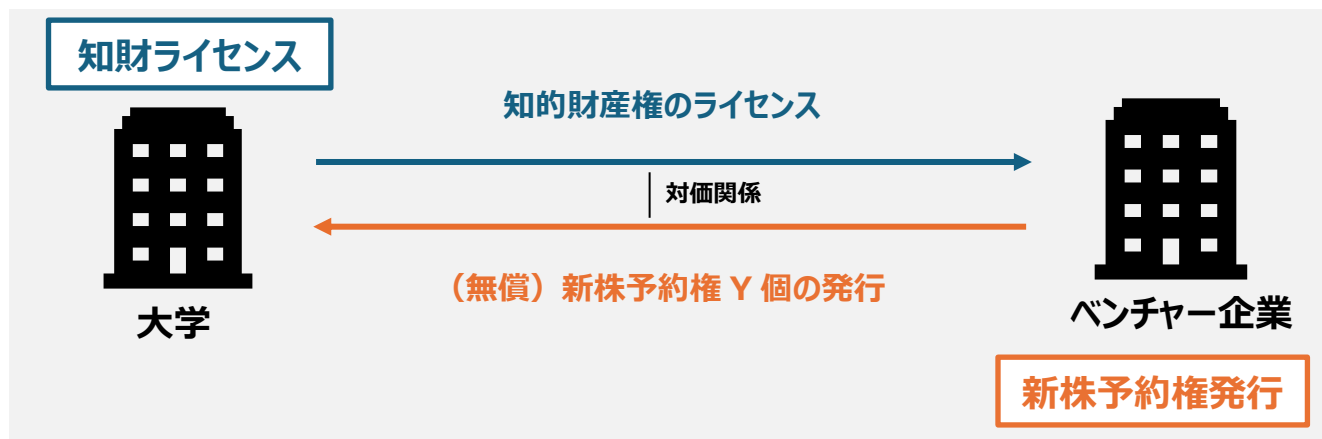 知財ライセンス
知的財産権のライセンス
対価関係
（無償）新株予約権 Y 個の発行
大学
ベンチャー企業
新株予約権発行